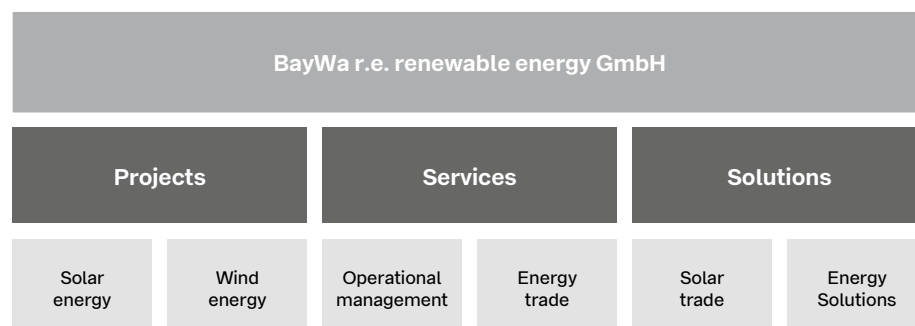 BayWa r.e. renewable energy GmbH
Projects
Services
Solutions
Solar
energy
Wind
energy
Operational
management
Energy
trade
Solar
trade
Energy
Solutions